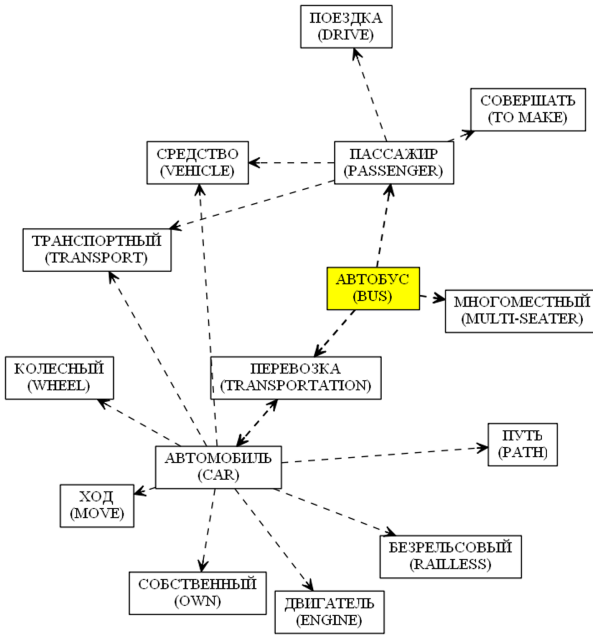 ПОЕЗДКА
(DRIVE)
СОВЕРШАТЬ
(TO MAKE)
СРЕДСТВО
(VEHICLE)
ПАССАЖИР
(PASSENGER)
ТРАНСПОРТНЫЙ
(TRANSPORT)
АВТОБУС
(BUS)
МНОГОМЕСТНЫЙ
(MULTI-SEATER)
КОЛЕСНЫЙ
(WHEEL)
ПЕРЕВОЗКА
(TRANSPORTATION)
ПУТЬ
(PATH)
АВТОМОБИЛЬ
(CAR)
ХОД
(MOVE)
БЕЗРЕЛЬСОВЫЙ
(RAILLESS)
СОБСТВЕННЫЙ
(OWN)
ДВИГАТЕЛЬ
(ENGINE)